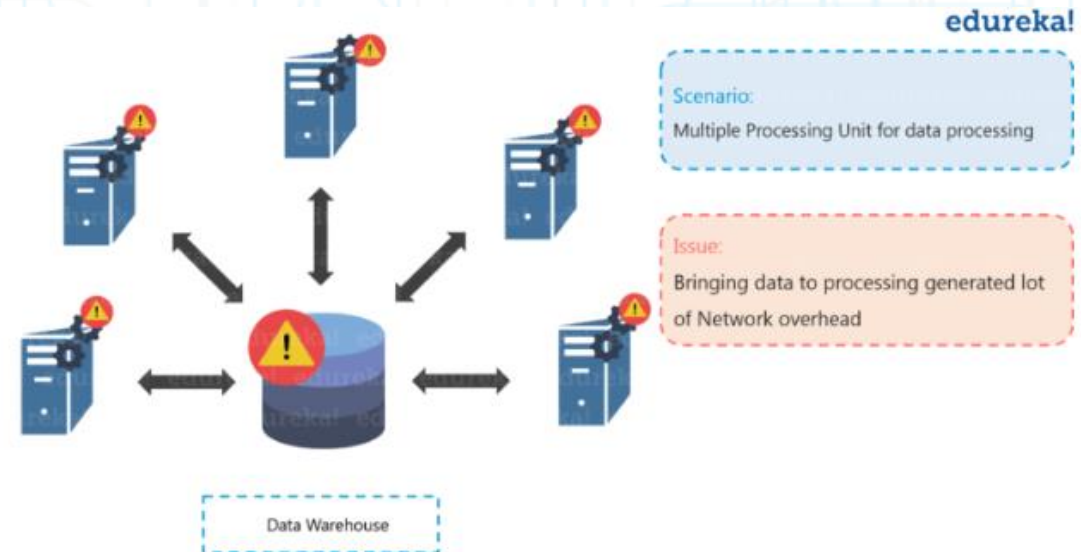 edureka!
Scenario:
Multiple Processing Unit for data processing
Issue:
Bringing data to processing generated lot
of Network overhead
Data Warehouse